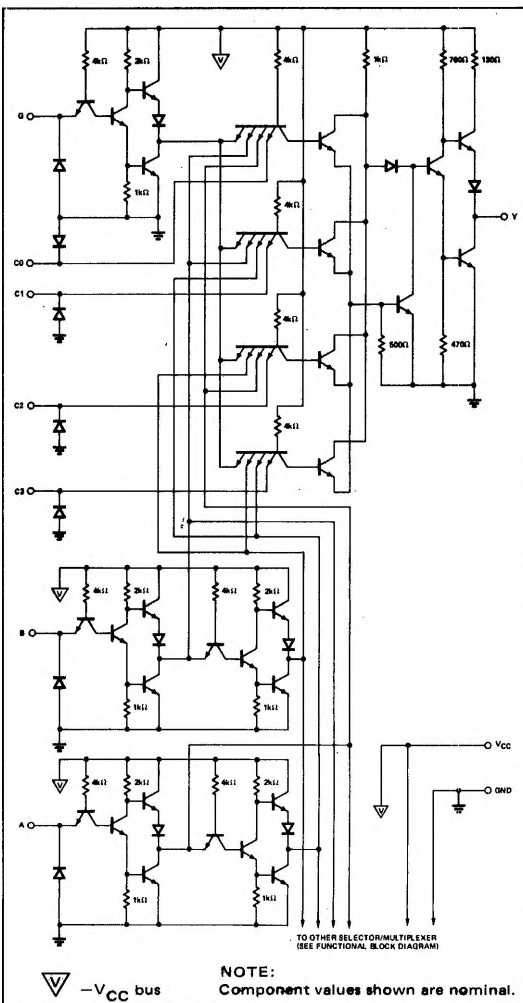 V
4kΩ
2kΩ
4kΩ
1kΩ
760Ω
130Ω
G
1kΩ
4kΩ
Y
C0
C1
4kΩ
500Ω
470Ω
C2
4kΩ
C3
V
4kΩ
2kΩ
4kΩ
2kΩ
B
1kΩ
1kΩ
V
4kΩ
2kΩ
4kΩ
2kΩ
VCC
V
GND
A
1kΩ
1kΩ
TO OTHER SELECTOR/MULTIPLEXER
(SEE FUNCTIONAL BLOCK DIAGRAM)
V –VCC bus
NOTE:
Component values shown are nominal.